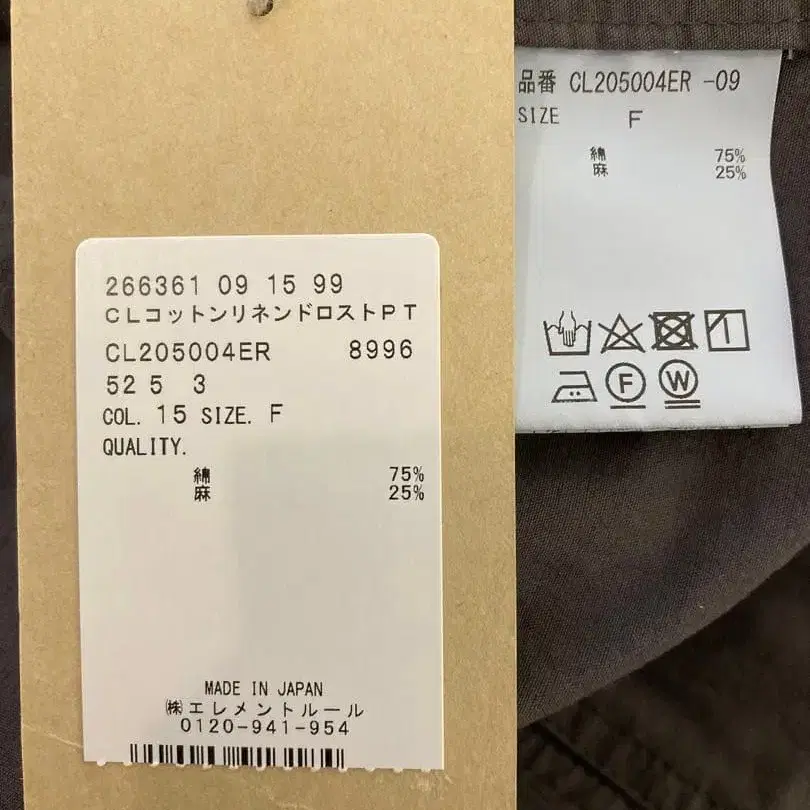 266361 09 15 99
CLコットンリネンドロストPT
CL205004ER 8996
52 5 3
COL. 15 SIZE. F
QUALITY.
綿 75%
麻 25%
MADE IN JAPAN
㈱エレメントルール
0120-941-954
品番 CL205004ER -09
SIZE F
綿 75%
麻 25%
F W